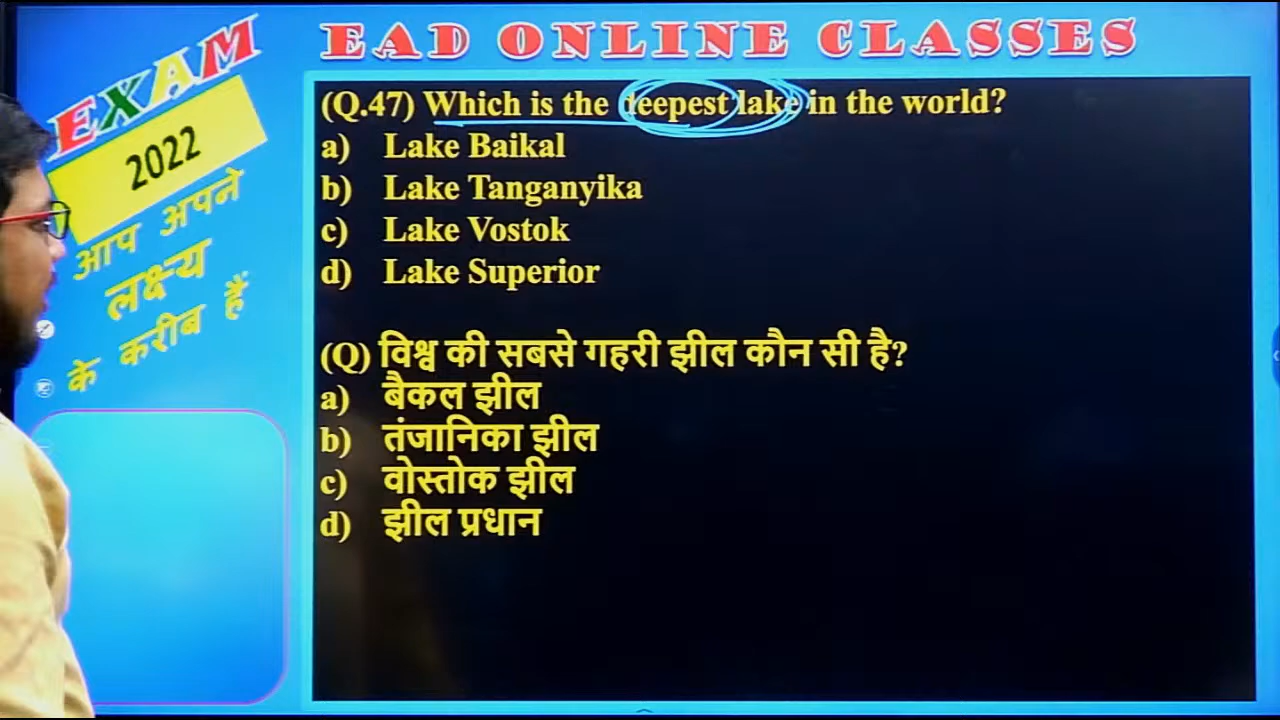 EAD ONLINE CLASSES
EXAM
2022
आप अपने
लक्ष्य
के करीब हैं
(Q.47) Which is the deepest lake in the world?
a) Lake Baikal
b) Lake Tanganyika
c) Lake Vostok
d) Lake Superior
(Q) विश्व की सबसे गहरी झील कौन सी है?
a) बैकल झील
b) तंजानिका झील
c) वोस्तोक झील
d) झील प्रधान